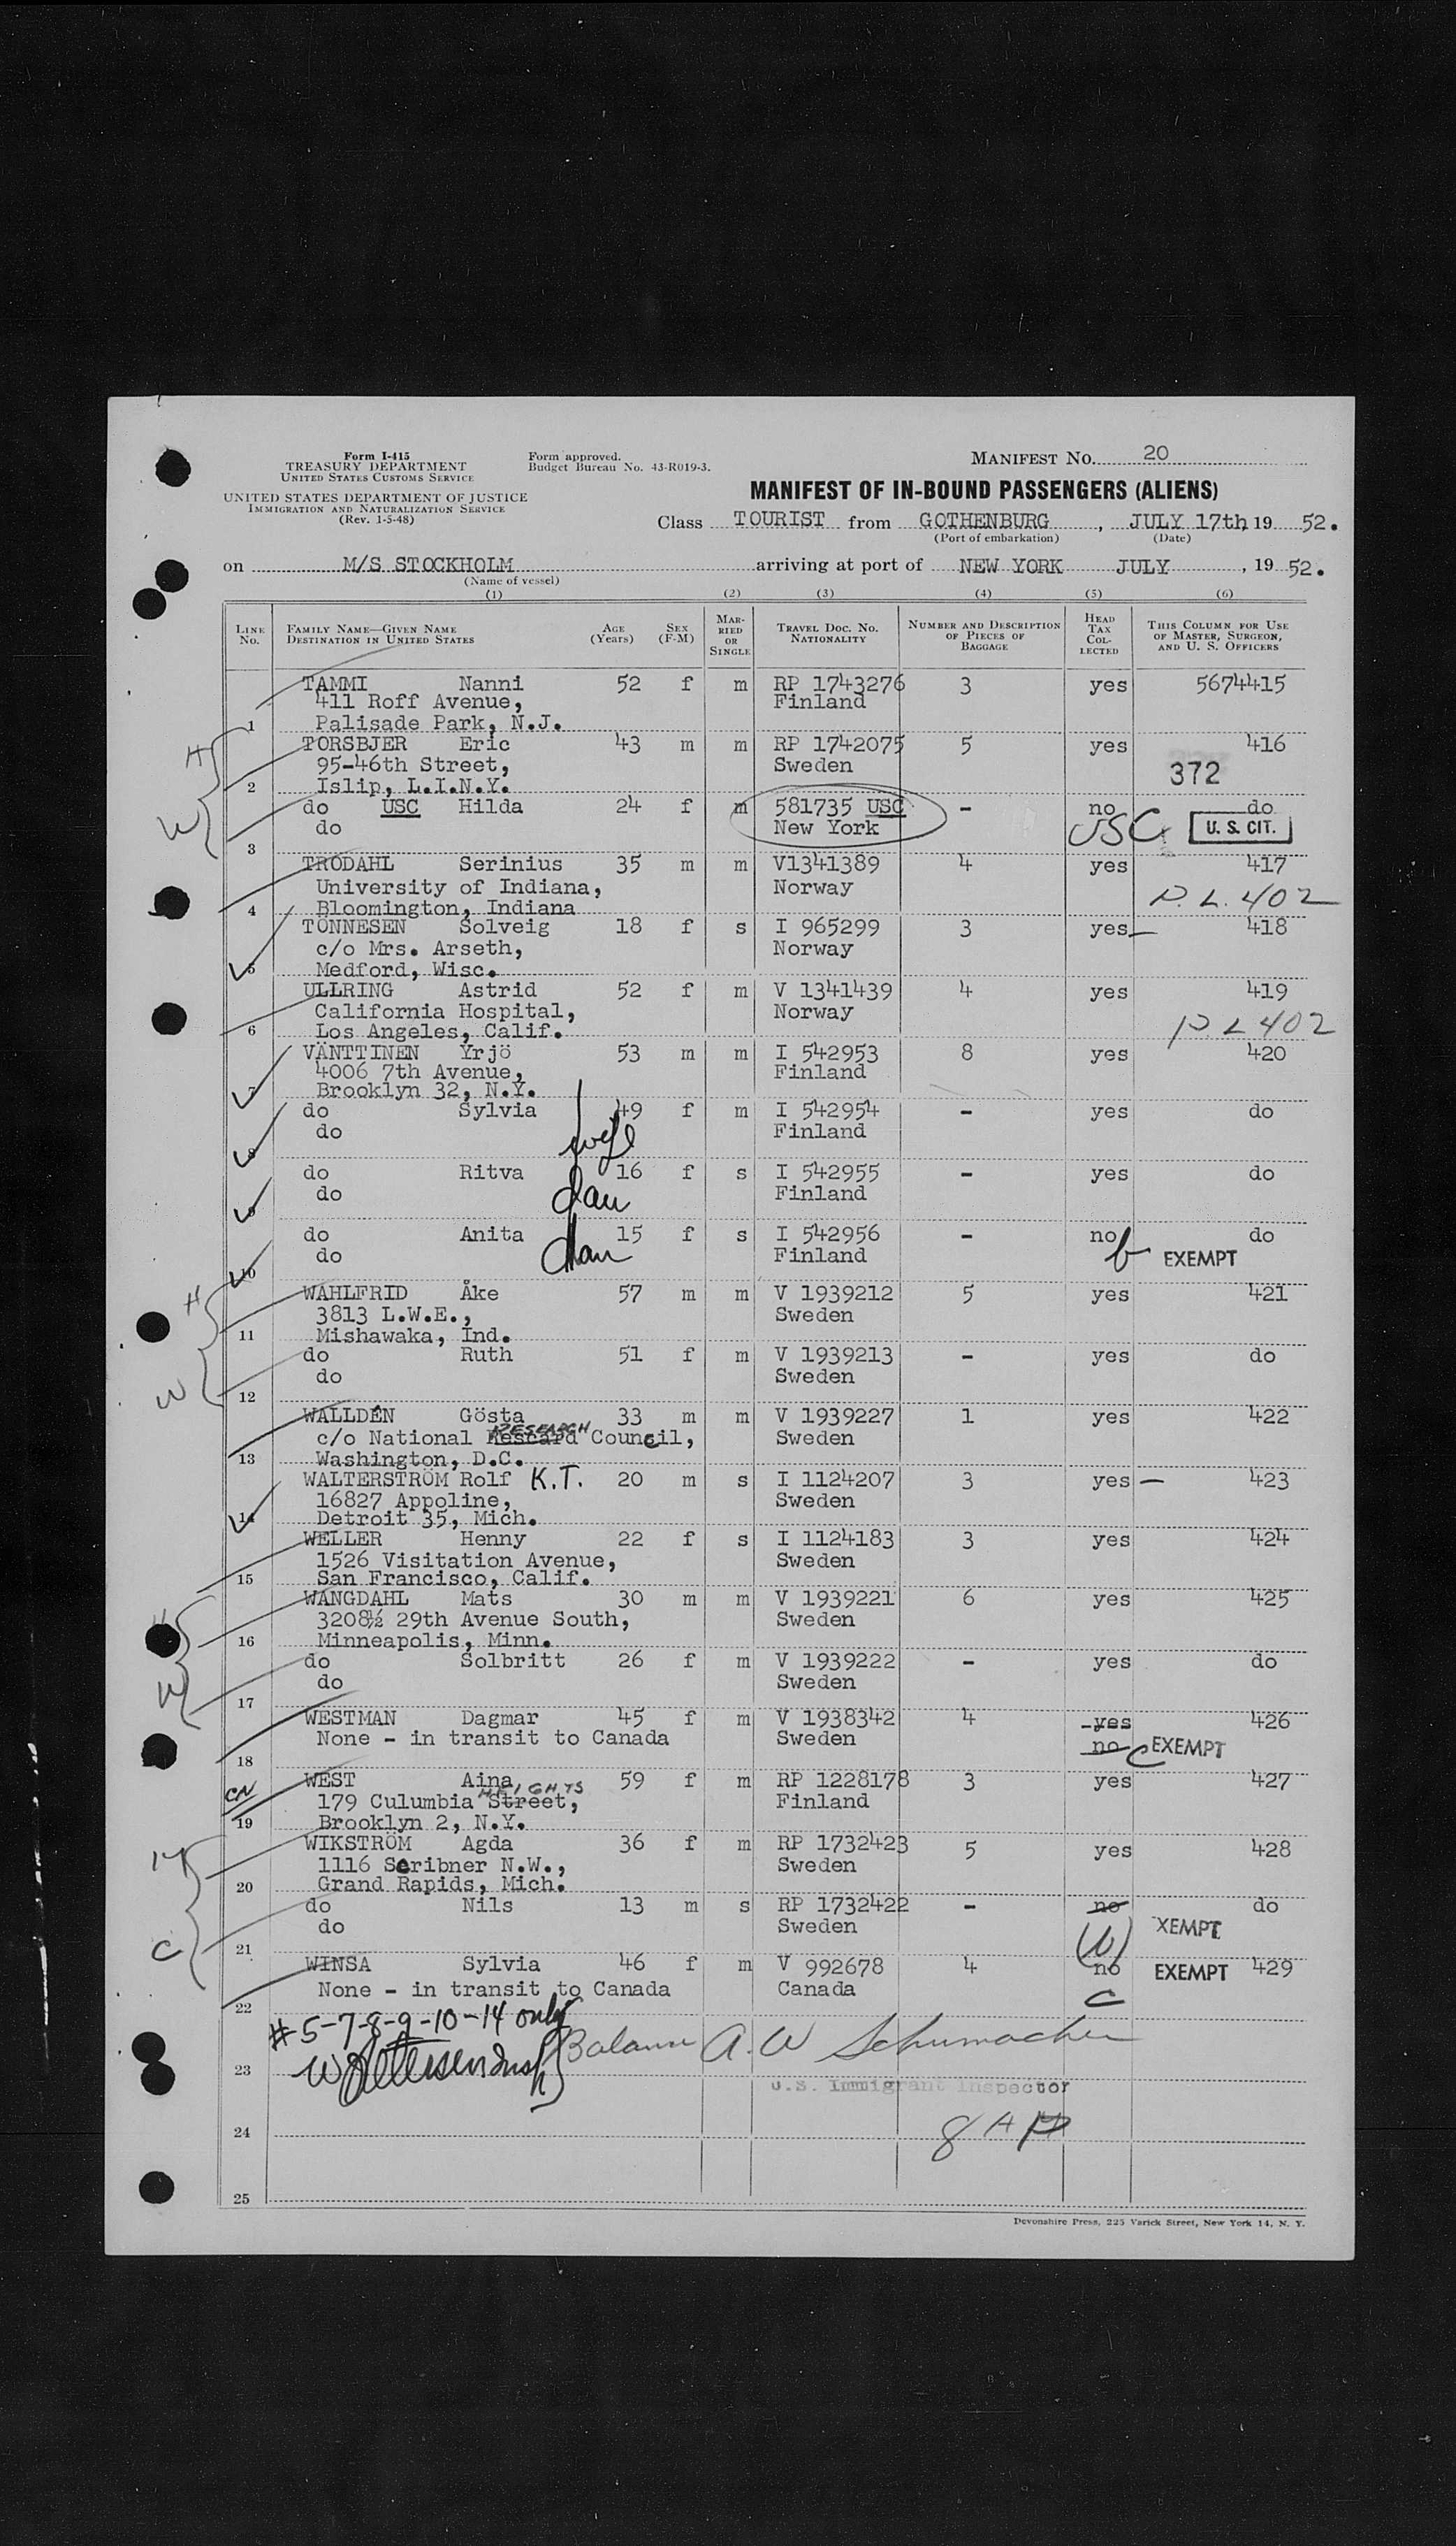 Form I-415
TREASURY DEPARTMENT
UNITED STATES CUSTOMS SERVICE
UNITED STATES DEPARTMENT OF JUSTICE
IMMIGRATION AND NATURALIZATION SERVICE
(Rev. 1-5-48)
Form approved.
Budget Bureau No. 43-R019-3.
MANIFEST NO. 20
MANIFEST OF IN-BOUND PASSENGERS (ALIENS)
Class TOURIST from GOTHENBURG, JULY 17th, 19 52.
(Port of embarkation) (Date)
on M/S STOCKHOLM arriving at port of NEW YORK JULY, 19 52.
(Name of vessel)
(1) (2) (3) (4) (5) (6)
LINE No. FAMILY NAME—GIVEN NAME DESTINATION IN UNITED STATES AGE (Years) SEX (F-M) MARRIED OR SINGLE TRAVEL DOC. NO. NATIONALITY NUMBER AND DESCRIPTION OF PIECES OF BAGGAGE HEAD TAX COLLECTED THIS COLUMN FOR USE OF MASTER, SURGEON, AND U. S. OFFICERS
TAMMI Nanni 52 f m RP 1743276 3 yes 5674415
411 Roff Avenue, Finland
1 Palisade Park, N.J.
H TORSBJER Eric 43 m m RP 1742075 5 yes 416
95-46th Street, Sweden 372
2 Islip, L.I.N.Y.
W do USC Hilda 24 f m 581735 USC - no do
do New York USC U. S. CIT.
3
TRODAHL Serinius 35 m m V1341389 4 yes 417
University of Indiana, Norway P.L. 402
4 Bloomington, Indiana
TÖNNESEN Solveig 18 f s I 965299 3 yes— 418
c/o Mrs. Arseth, Norway
5 Medford, Wisc.
ULLRING Astrid 52 f m V 1341439 4 yes 419
California Hospital, Norway P.L 402
6 Los Angeles, Calif.
VÄNTTINEN Yrjö 53 m m I 542953 8 yes 420
4006 7th Avenue, Finland
7 Brooklyn 32, N.Y.
do Sylvia 49 f m I 542954 - yes do
do wife Finland
8
do Ritva 16 f s I 542955 - yes do
do dau Finland
9
do Anita 15 f s I 542956 - no do
do dau Finland b EXEMPT
10
H WAHLFRID Åke 57 m m V 1939212 5 yes 421
3813 L.W.E., Sweden
11 Mishawaka, Ind.
W do Ruth 51 f m V 1939213 - yes do
do Sweden
12
WALLDÉN Gösta 33 m m V 1939227 1 yes 422
c/o National Rescard RESEARCH Council, Sweden
13 Washington, D.C.
WALTERSTRÖM Rolf K.T. 20 m s I 1124207 3 yes — 423
16827 Appoline, Sweden
14 Detroit 35, Mich.
WELLER Henny 22 f s I 1124183 3 yes 424
1526 Visitation Avenue, Sweden
15 San Francisco, Calif.
WANGDAHL Mats 30 m m V 1939221 6 yes 425
3208½ 29th Avenue South, Sweden
16 Minneapolis, Minn.
W do Solbritt 26 f m V 1939222 - yes do
do Sweden
17
WESTMAN Dagmar 45 f m V 1938342 4 yes 426
None - in transit to Canada Sweden no C EXEMPT
18
CN WEST Aina 59 f m RP 1228178 3 yes 427
179 Culumbia Street HEIGHTS, Finland
19 Brooklyn 2, N.Y.
M WIKSTRÖM Agda 36 f m RP 1732423 5 yes 428
1116 Scribner N.W., Sweden
20 Grand Rapids, Mich.
C do Nils 13 m s RP 1732422 - no do
do Sweden XEMPT
21
WINSA Sylvia 46 f m V 992678 4 no EXEMPT 429
None - in transit to Canada Canada C
22
#5-7-8-9-10-14 only
23 Balance A. W Schumacher
U.S. Immigrant Inspector
24
25
Devonshire Press, 225 Varick Street, New York 14, N. Y.